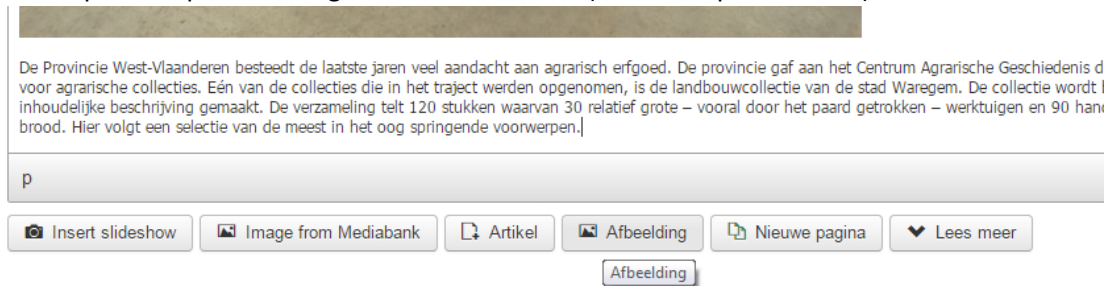 De Provincie West-Vlaanderen besteedt de laatste jaren veel aandacht aan agrarisch erfgoed. De provincie gaf aan het Centrum Agrarische Geschiedenis
voor agrarische collecties. Eén van de collecties die in het traject werden opgenomen, is de landbouwcollectie van de stad Waregem. De collectie wordt
inhoudelijke beschrijving gemaakt. De verzameling telt 120 stukken waarvan 30 relatief grote – vooral door het paard getrokken – werktuigen en 90
brood. Hier volgt een selectie van de meest in het oog springende voorwerpen.
p
Insert slideshow Image from Mediabank Artikel Afbeelding Nieuwe pagina Lees meer
Afbeelding